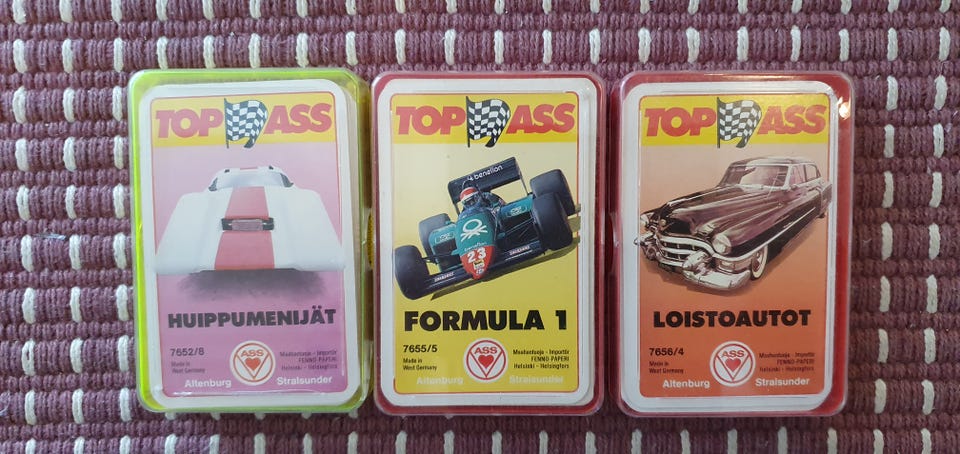 TOP ASS
HUIPPUMENIJÄT
7652/8
Made in
West Germany
ASS
Maahantuoja - Importör
FENNO-PAPERI
Helsinki - Helsingfors
Altenburg Stralsunder
TOP ASS
benetton
benetton
23
FORMULA 1
7655/5
Made in
West Germany
ASS
Maahantuoja - Importör
FENNO-PAPERI
Helsinki - Helsingfors
Altenburg Stralsunder
TOP ASS
LOISTOAUTOT
7656/4
Made in
West Germany
ASS
Maahantuoja - Importör
FENNO-PAPERI
Helsinki - Helsingfors
Altenburg Stralsunder